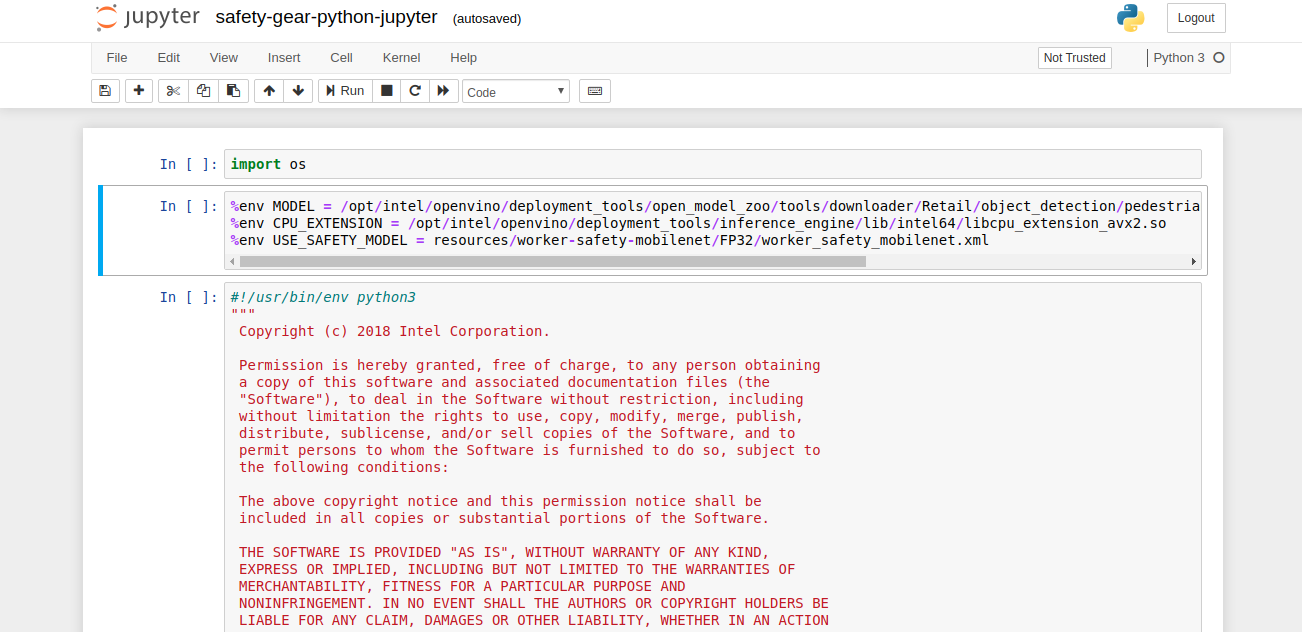 jupyter safety-gear-python-jupyter (autosaved) Logout
File Edit View Insert Cell Kernel Help Not Trusted Python 3
Run Code
In [ ]: import os
In [ ]: %env MODEL = /opt/intel/openvino/deployment_tools/open_model_zoo/tools/downloader/Retail/object_detection/pedestria
%env CPU_EXTENSION = /opt/intel/openvino/deployment_tools/inference_engine/lib/intel64/libcpu_extension_avx2.so
%env USE_SAFETY_MODEL = resources/worker-safety-mobilenet/FP32/worker_safety_mobilenet.xml
In [ ]: #!/usr/bin/env python3
"""
Copyright (c) 2018 Intel Corporation.
Permission is hereby granted, free of charge, to any person obtaining
a copy of this software and associated documentation files (the
"Software"), to deal in the Software without restriction, including
without limitation the rights to use, copy, modify, merge, publish,
distribute, sublicense, and/or sell copies of the Software, and to
permit persons to whom the Software is furnished to do so, subject to
the following conditions:
The above copyright notice and this permission notice shall be
included in all copies or substantial portions of the Software.
THE SOFTWARE IS PROVIDED "AS IS", WITHOUT WARRANTY OF ANY KIND,
EXPRESS OR IMPLIED, INCLUDING BUT NOT LIMITED TO THE WARRANTIES OF
MERCHANTABILITY, FITNESS FOR A PARTICULAR PURPOSE AND
NONINFRINGEMENT. IN NO EVENT SHALL THE AUTHORS OR COPYRIGHT HOLDERS BE
LIABLE FOR ANY CLAIM, DAMAGES OR OTHER LIABILITY, WHETHER IN AN ACTION